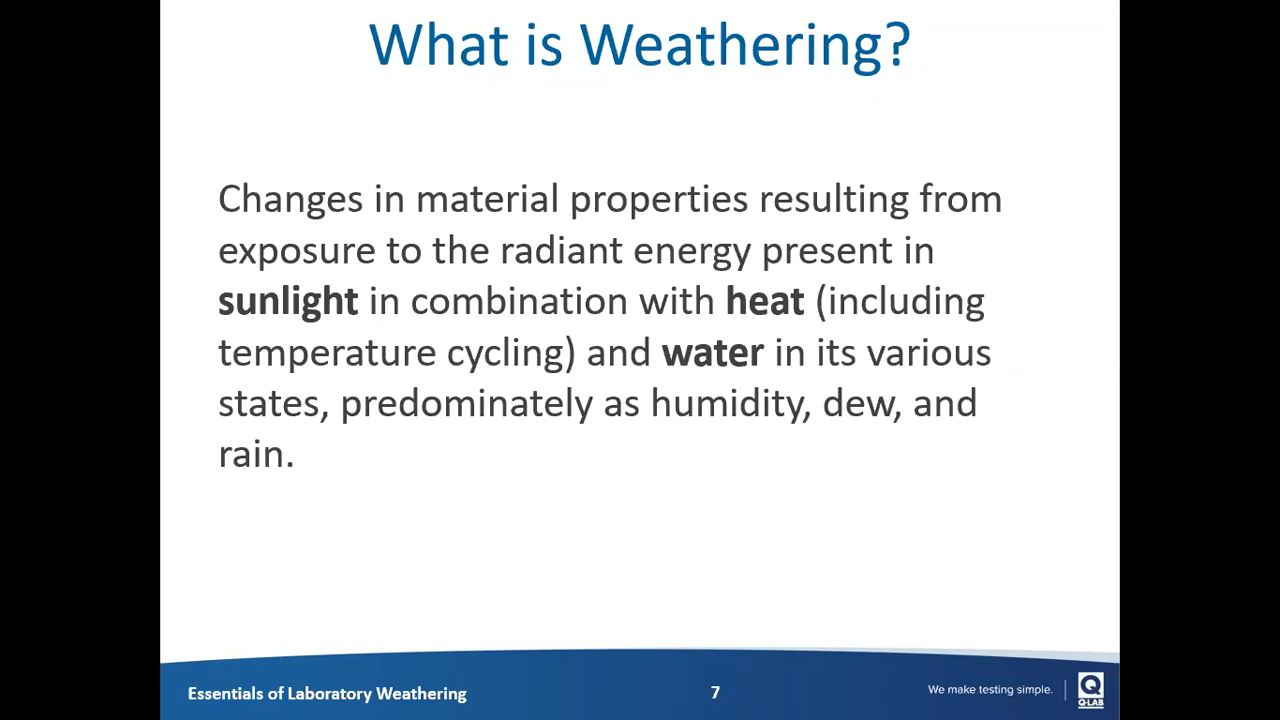 What is Weathering?
Changes in material properties resulting from
exposure to the radiant energy present in
sunlight in combination with heat (including
temperature cycling) and water in its various
states, predominately as humidity, dew, and
rain.
Essentials of Laboratory Weathering
7
We make testing simple.
Q
Q-LAB